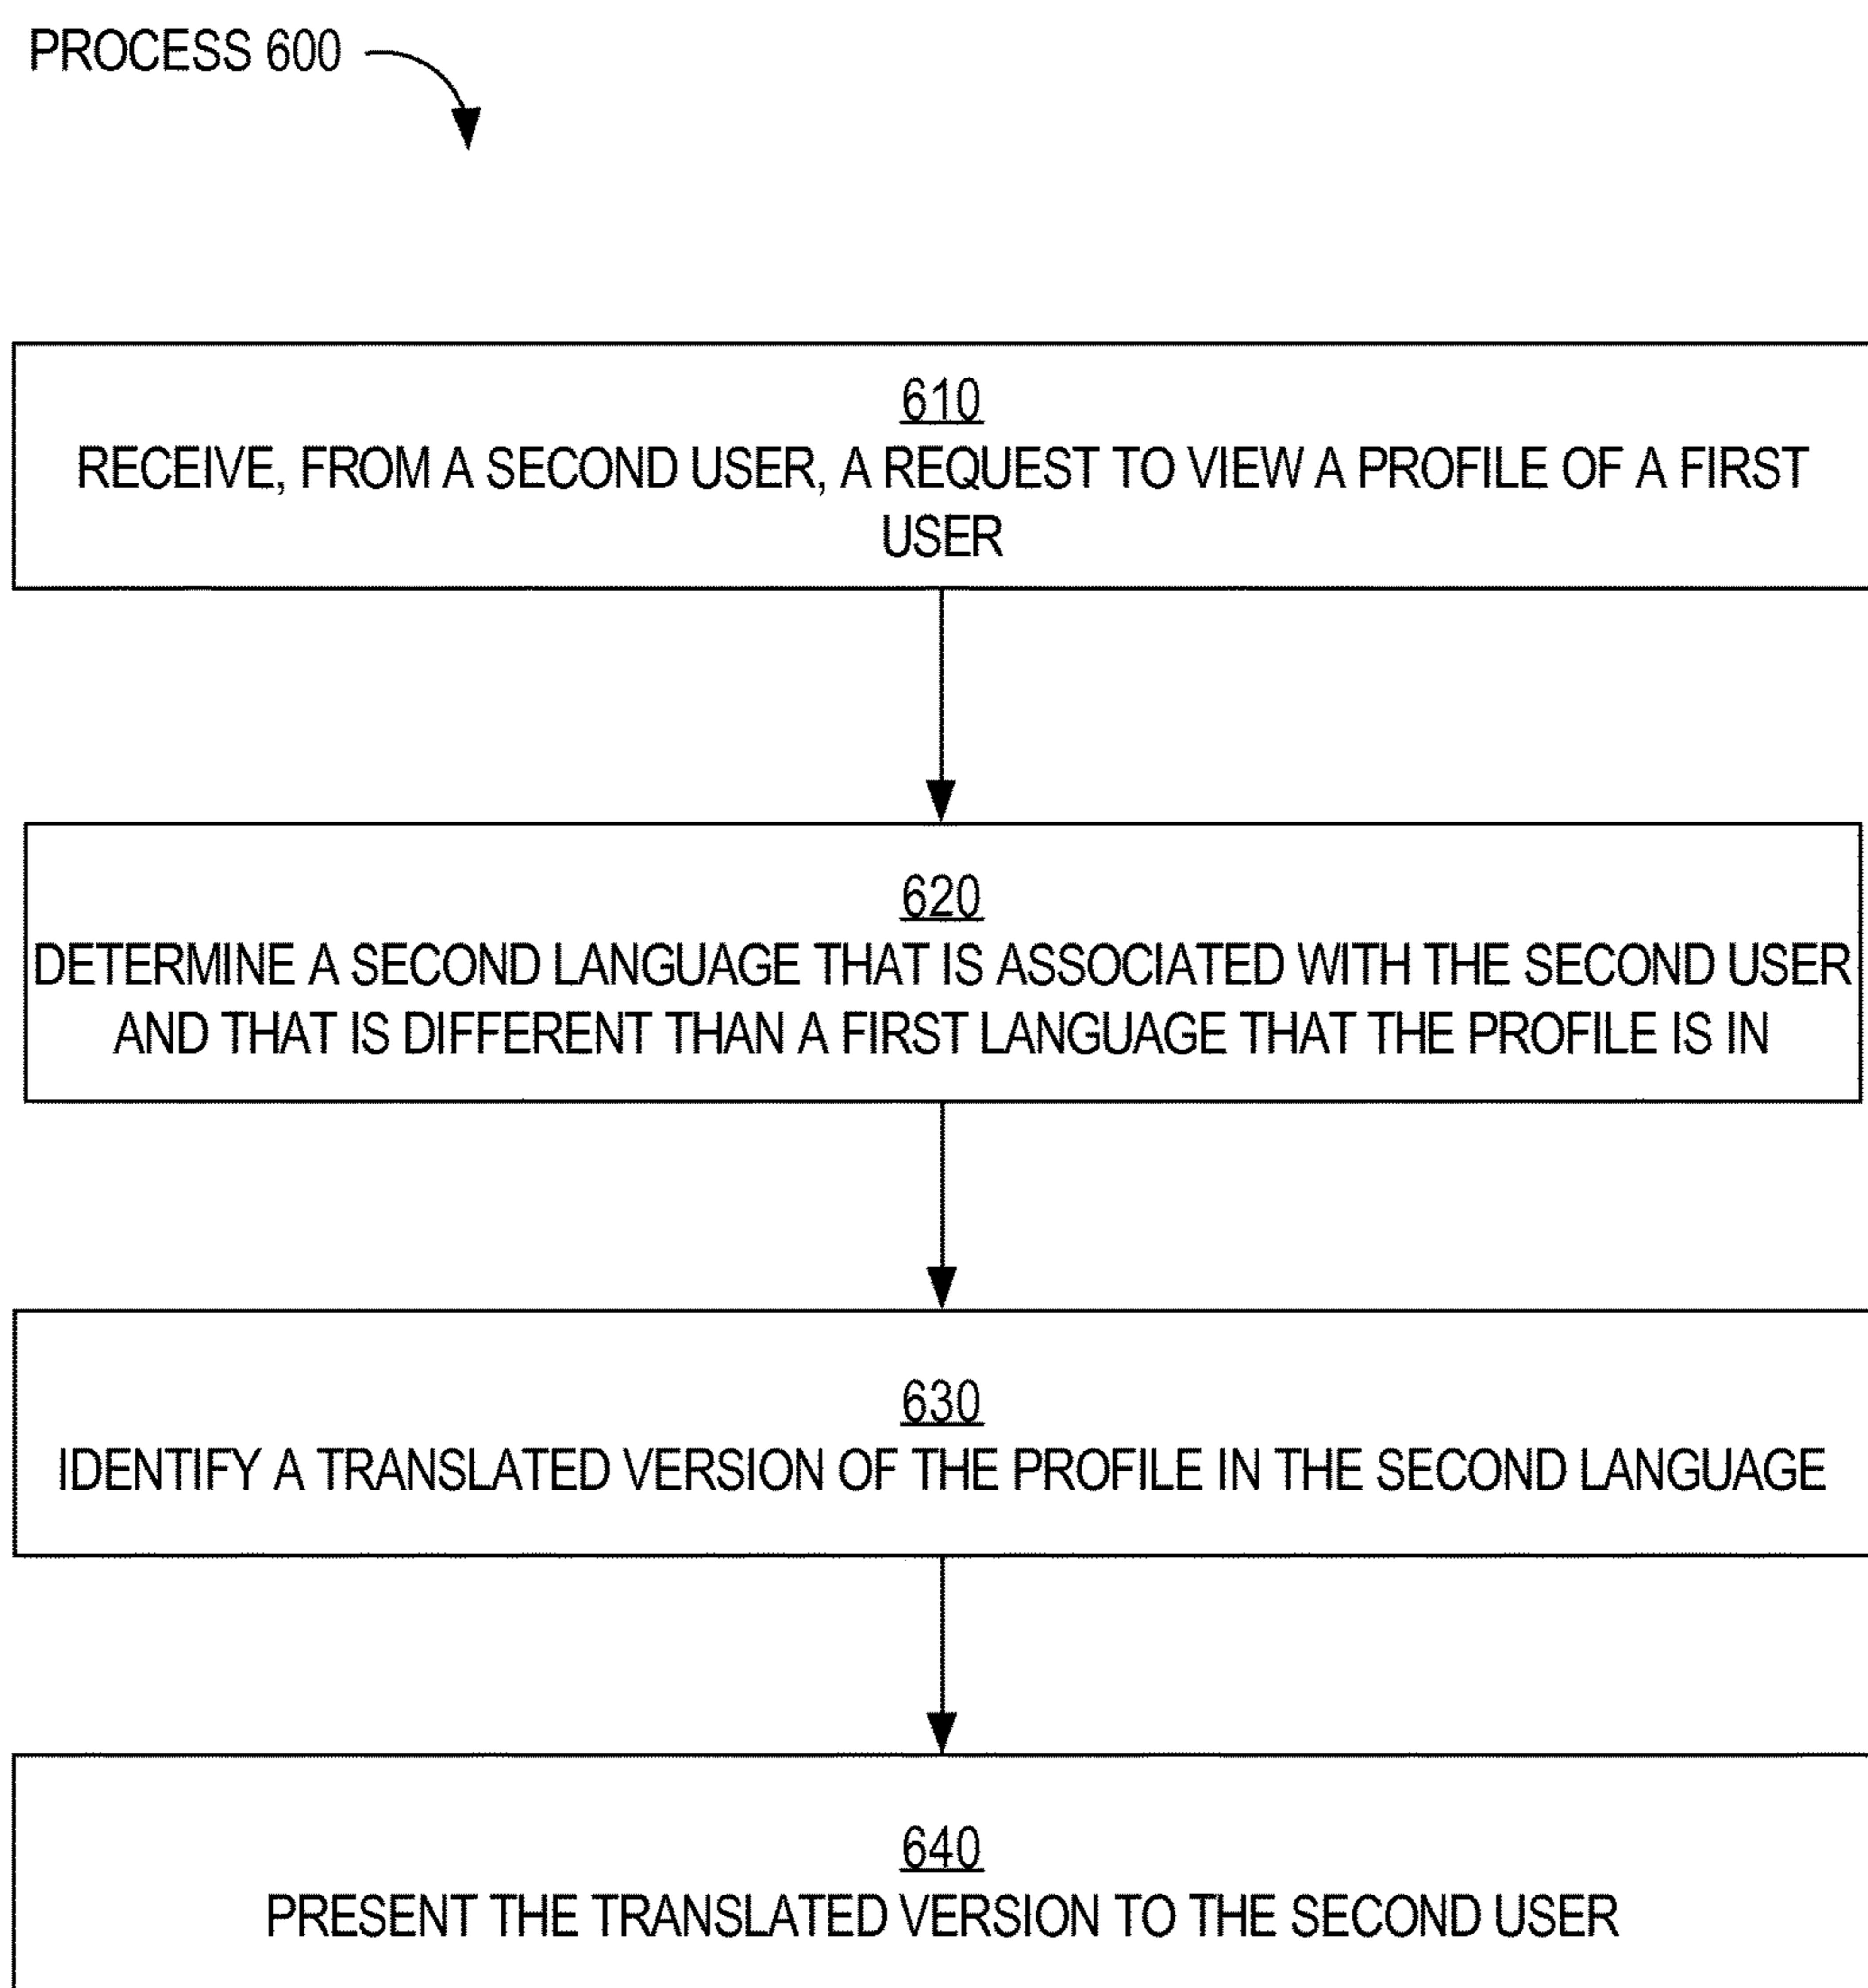 PROCESS 600
610
RECEIVE, FROM A SECOND USER, A REQUEST TO VIEW A PROFILE OF A FIRST
USER
620
DETERMINE A SECOND LANGUAGE THAT IS ASSOCIATED WITH THE SECOND USER
AND THAT IS DIFFERENT THAN A FIRST LANGUAGE THAT THE PROFILE IS IN
630
IDENTIFY A TRANSLATED VERSION OF THE PROFILE IN THE SECOND LANGUAGE
640
PRESENT THE TRANSLATED VERSION TO THE SECOND USER